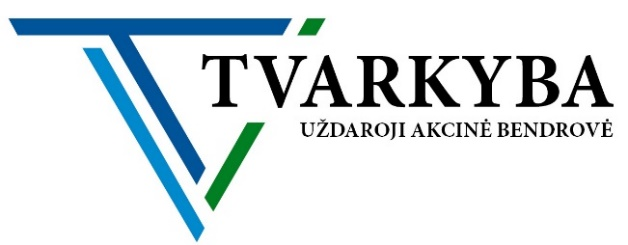 TVARKYBA
UŽDAROJI AKCINĖ BENDROVĖ